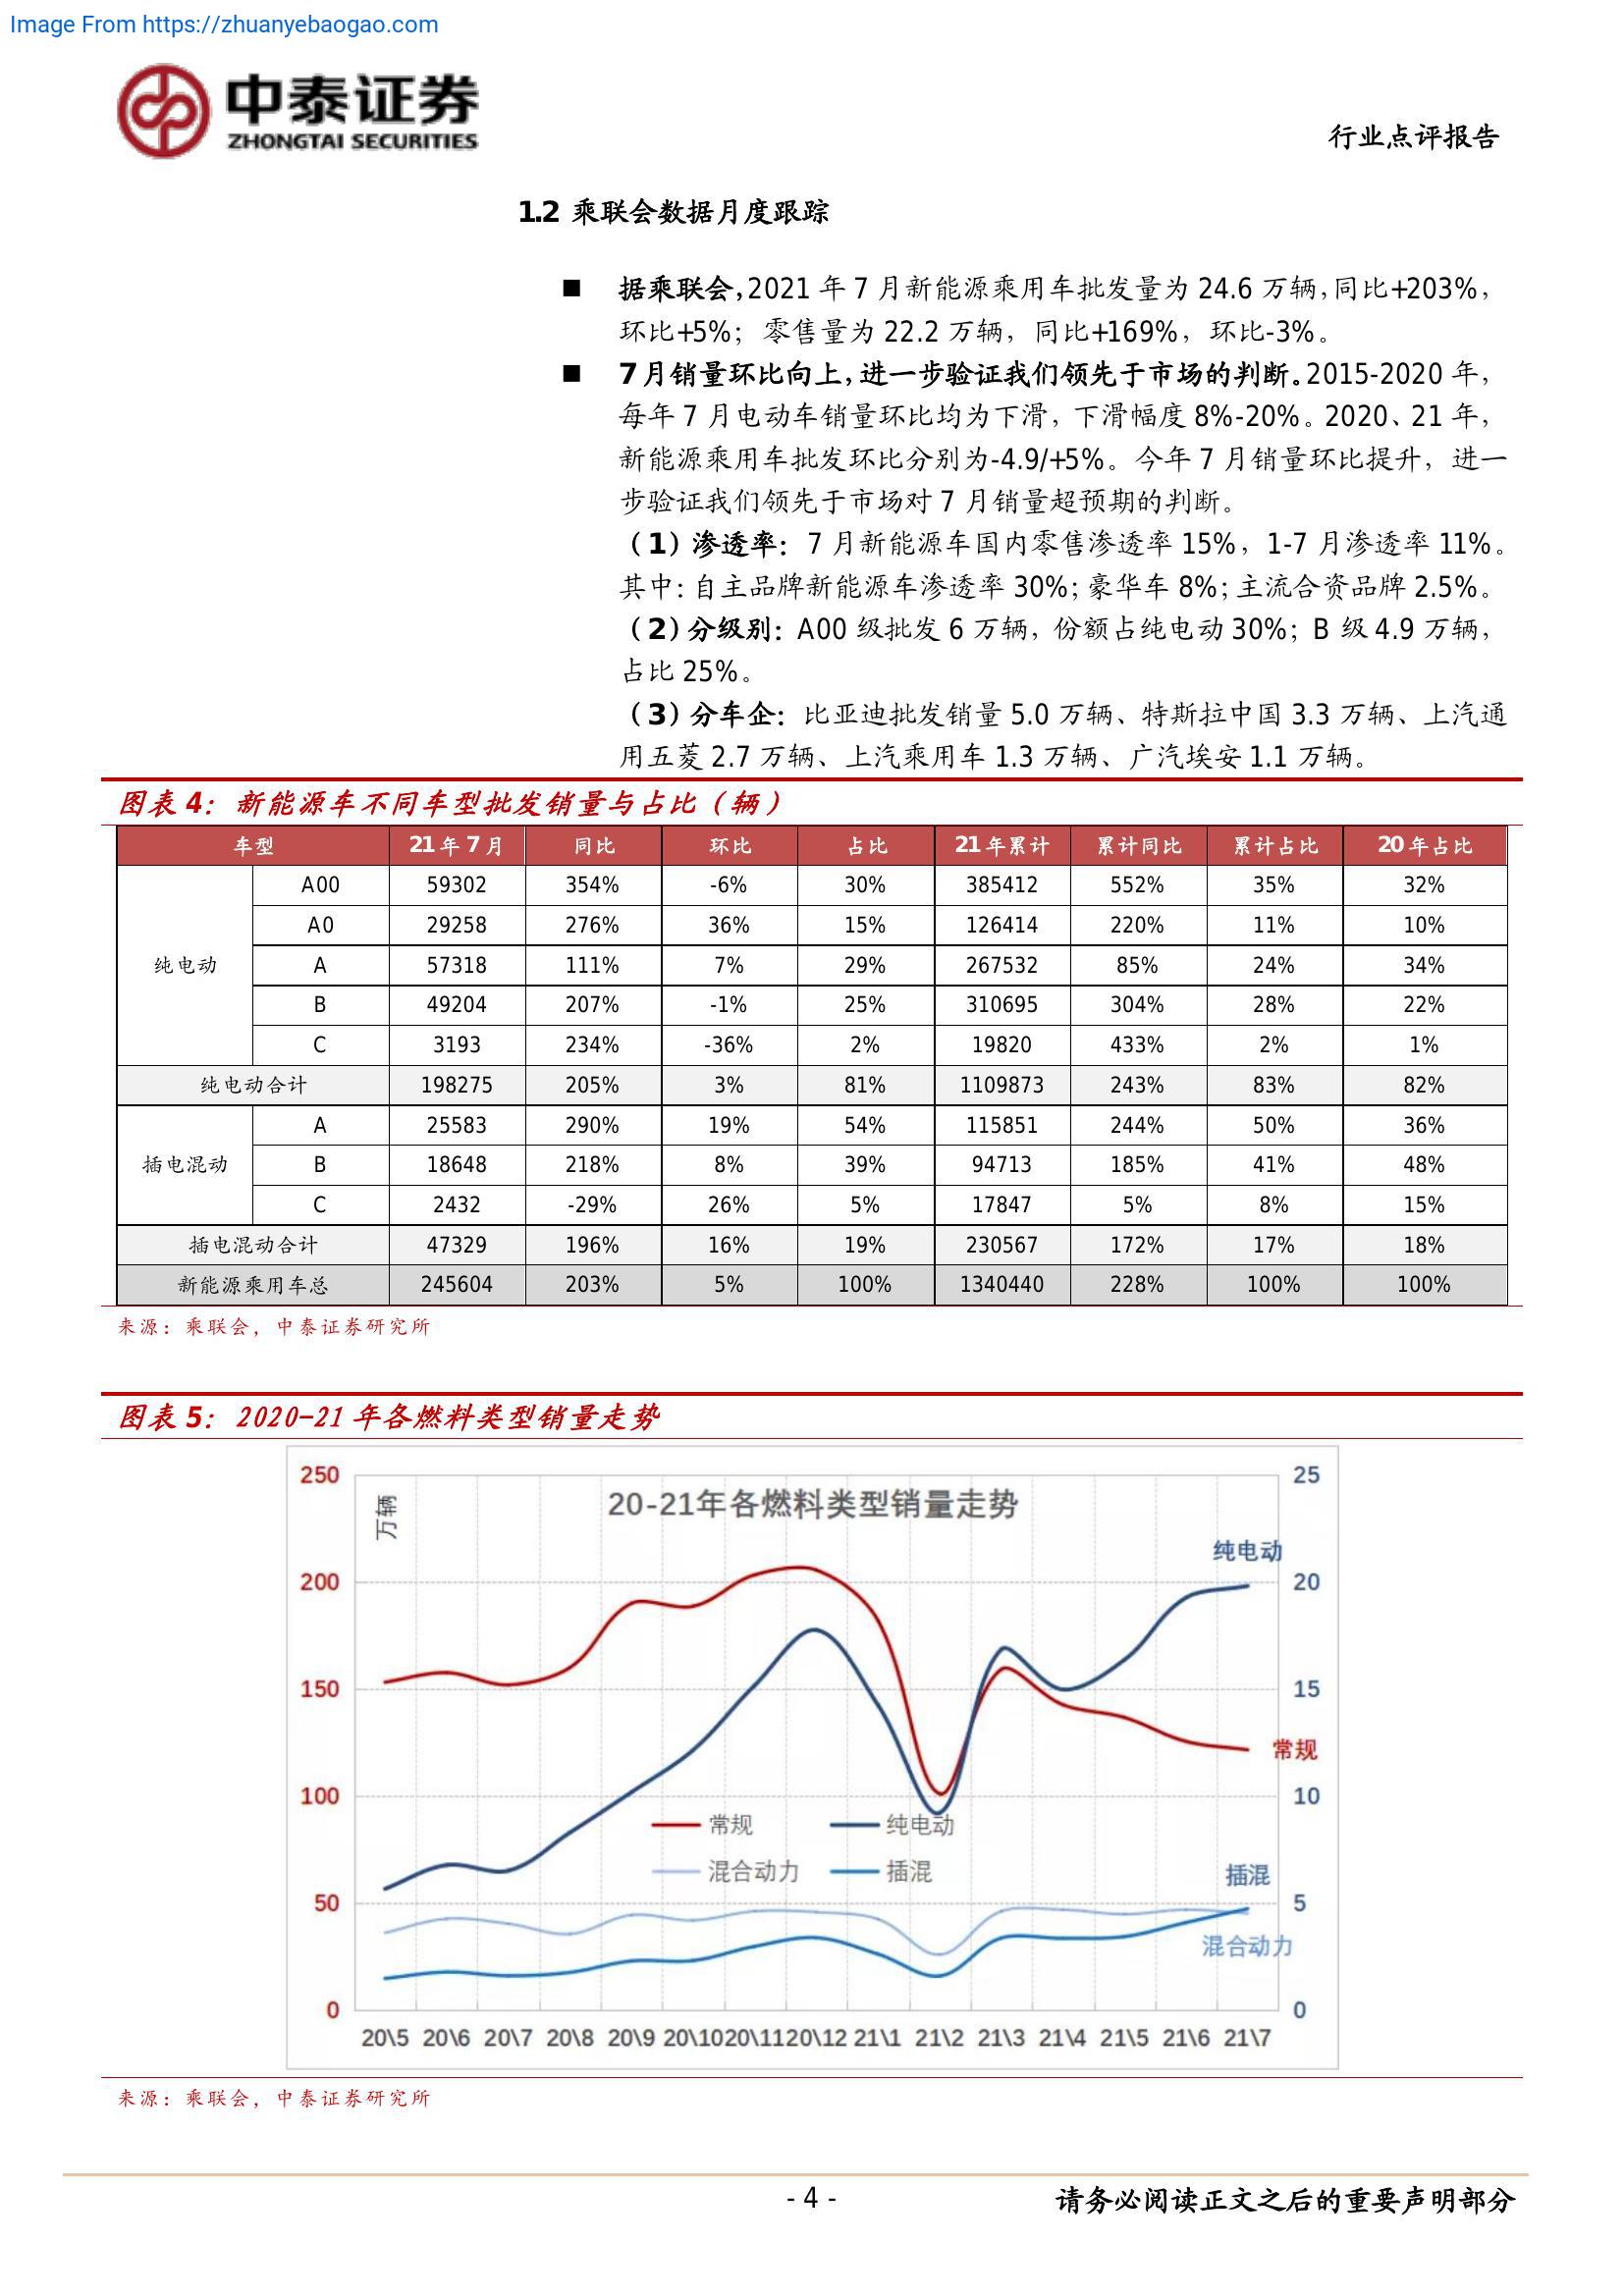 Image From https://zhuanyebaogao.com
中泰证券
ZHONGTAI SECURITIES
行业点评报告
1.2 乘联会数据月度跟踪
■ 据乘联会，2021 年 7 月新能源乘用车批发量为 24.6 万辆，同比+203%，
环比+5%；零售量为 22.2 万辆，同比+169%，环比-3%。
■ 7 月销量环比向上，进一步验证我们领先于市场的判断。2015-2020 年，
每年 7 月电动车销量环比均为下滑，下滑幅度 8%-20%。2020、21 年，
新能源乘用车批发环比分别为-4.9/+5%。今年 7 月销量环比提升，进一
步验证我们领先于市场对 7 月销量超预期的判断。
（1）渗透率：7 月新能源车国内零售渗透率 15%，1-7 月渗透率 11%。
其中：自主品牌新能源车渗透率 30%；豪华车 8%；主流合资品牌 2.5%。
（2）分级别：A00 级批发 6 万辆，份额占纯电动 30%；B 级 4.9 万辆，
占比 25%。
（3）分车企：比亚迪批发销量 5.0 万辆、特斯拉中国 3.3 万辆、上汽通
用五菱 2.7 万辆、上汽乘用车 1.3 万辆、广汽埃安 1.1 万辆。
图表 4：新能源车不同车型批发销量与占比（辆）
车型 21 年 7 月 同比 环比 占比 21 年累计 累计同比 累计占比 20 年占比
A00 59302 354% -6% 30% 385412 552% 35% 32%
A0 29258 276% 36% 15% 126414 220% 11% 10%
纯电动 A 57318 111% 7% 29% 267532 85% 24% 34%
B 49204 207% -1% 25% 310695 304% 28% 22%
C 3193 234% -36% 2% 19820 433% 2% 1%
纯电动合计 198275 205% 3% 81% 1109873 243% 83% 82%
A 25583 290% 19% 54% 115851 244% 50% 36%
插电混动 B 18648 218% 8% 39% 94713 185% 41% 48%
C 2432 -29% 26% 5% 17847 5% 8% 15%
插电混动合计 47329 196% 16% 19% 230567 172% 17% 18%
新能源乘用车总 245604 203% 5% 100% 1340440 228% 100% 100%
来源：乘联会，中泰证券研究所
图表 5：2020-21 年各燃料类型销量走势
250 25
万辆
20-21年各燃料类型销量走势
纯电动
200 20
150 15
常规
100 10
常规 纯电动
混合动力 插混
插混
50 5
混合动力
0 0
20\5 20\6 20\7 20\8 20\9 20\10 20\11 20\12 21\1 21\2 21\3 21\4 21\5 21\6 21\7
来源：乘联会，中泰证券研究所
- 4 -
请务必阅读正文之后的重要声明部分